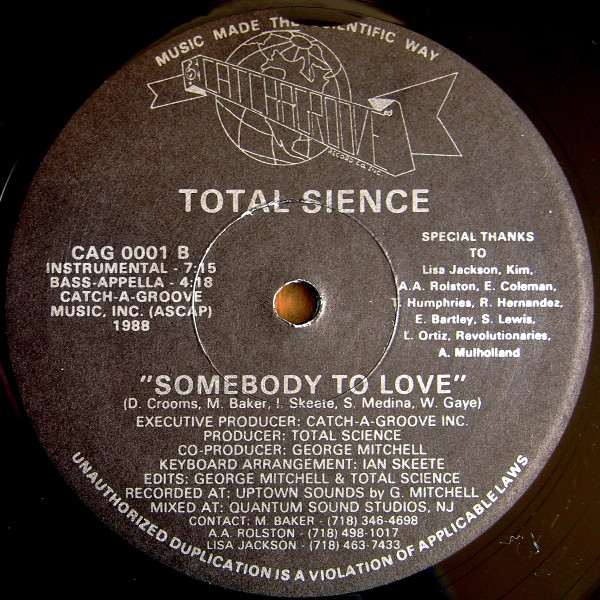 MUSIC MADE THE SCIENTIFIC WAY
CATCH-A-GROOVE
RECORD CO. INC.
TOTAL SIENCE
CAG 0001 B
INSTRUMENTAL - 7:15
BASS-APPELLA - 4:18
CATCH-A-GROOVE
MUSIC, INC. (ASCAP)
1988
SPECIAL THANKS
TO
Lisa Jackson, Kim,
A.A. Rolston, E. Coleman,
T. Humphries, R. Hernandez,
E. Bartley, S. Lewis,
L. Ortiz, Revolutionaries,
A. Mulholland
"SOMEBODY TO LOVE"
(D. Crooms, M. Baker, I. Skeate, S. Medina, W. Gaye)
EXECUTIVE PRODUCER: CATCH-A-GROOVE INC.
PRODUCER: TOTAL SCIENCE
CO-PRODUCER: GEORGE MITCHELL
KEYBOARD ARRANGEMENT: IAN SKEETE
EDITS: GEORGE MITCHELL & TOTAL SCIENCE
RECORDED AT: UPTOWN SOUNDS by G. MITCHELL
MIXED AT: QUANTUM SOUND STUDIOS, NJ
CONTACT: M. BAKER - (718) 346-4698
A.A. ROLSTON - (718) 498-1017
LISA JACKSON - (718) 463-7433
UNAUTHORIZED DUPLICATION IS A VIOLATION OF APPLICABLE LAWS